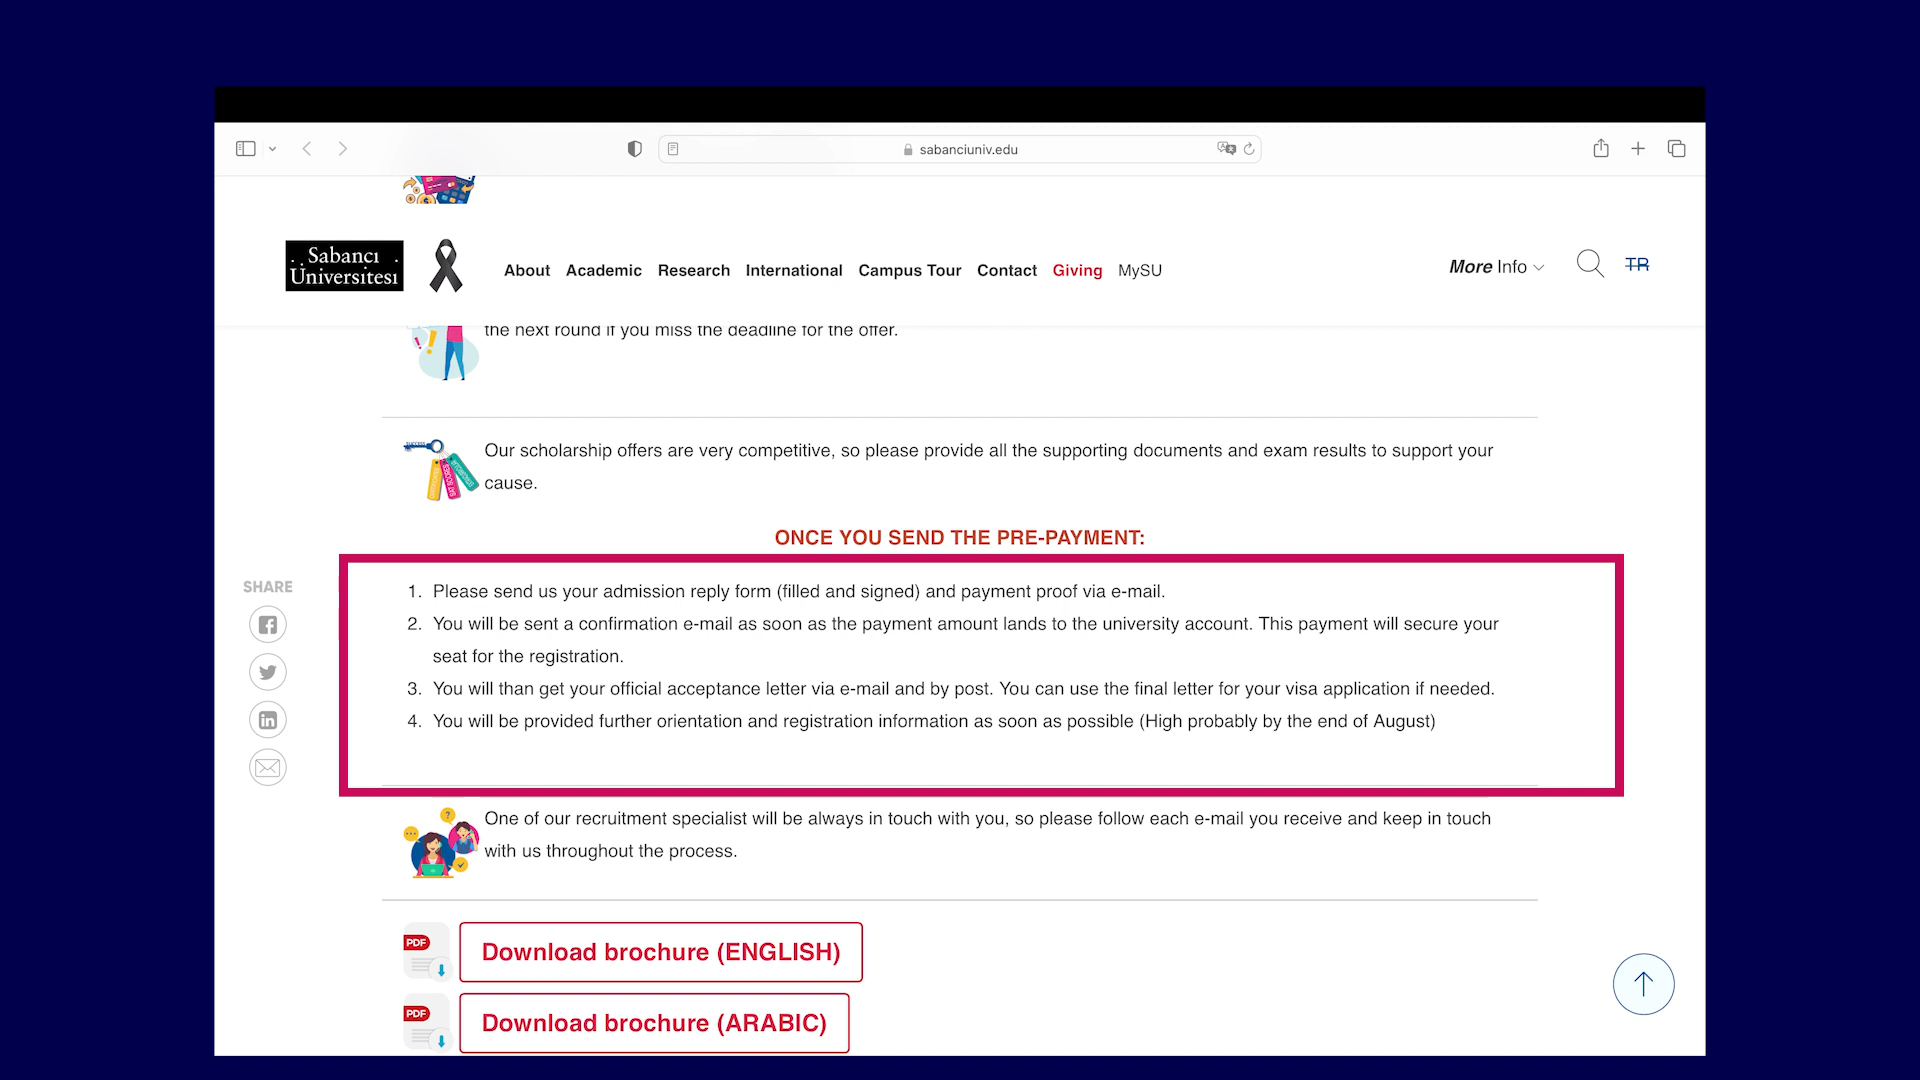 sabanciuniv.edu
Sabancı
Universitesi
About Academic Research International Campus Tour Contact Giving MySU
More Info
TR
the next round if you miss the deadline for the offer.
SUCCESS
Our scholarship offers are very competitive, so please provide all the supporting documents and exam results to support your
cause.
ONCE YOU SEND THE PRE-PAYMENT:
SHARE
1. Please send us your admission reply form (filled and signed) and payment proof via e-mail.
2. You will be sent a confirmation e-mail as soon as the payment amount lands to the university account. This payment will secure your
seat for the registration.
3. You will than get your official acceptance letter via e-mail and by post. You can use the final letter for your visa application if needed.
4. You will be provided further orientation and registration information as soon as possible (High probably by the end of August)
One of our recruitment specialist will be always in touch with you, so please follow each e-mail you receive and keep in touch
with us throughout the process.
PDF
Download brochure (ENGLISH)
PDF
Download brochure (ARABIC)